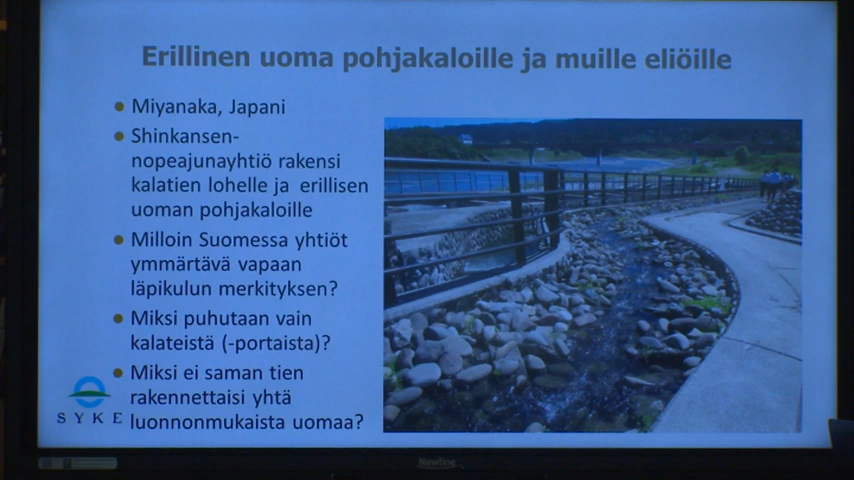 Erillinen uoma pohjakaloille ja muille eliöille
Miyanaka, Japani
Shinkansen-
nopeajunayhtiö rakensi
kalatien lohelle ja erillisen
uoman pohjakaloille
Milloin Suomessa yhtiöt
ymmärtävä vapaan
läpikulun merkityksen?
Miksi puhutaan vain
kalateistä (-portaista)?
Miksi ei saman tien
rakennettaisi yhtä
luonnonmukaista uomaa?
SYKE
Newline